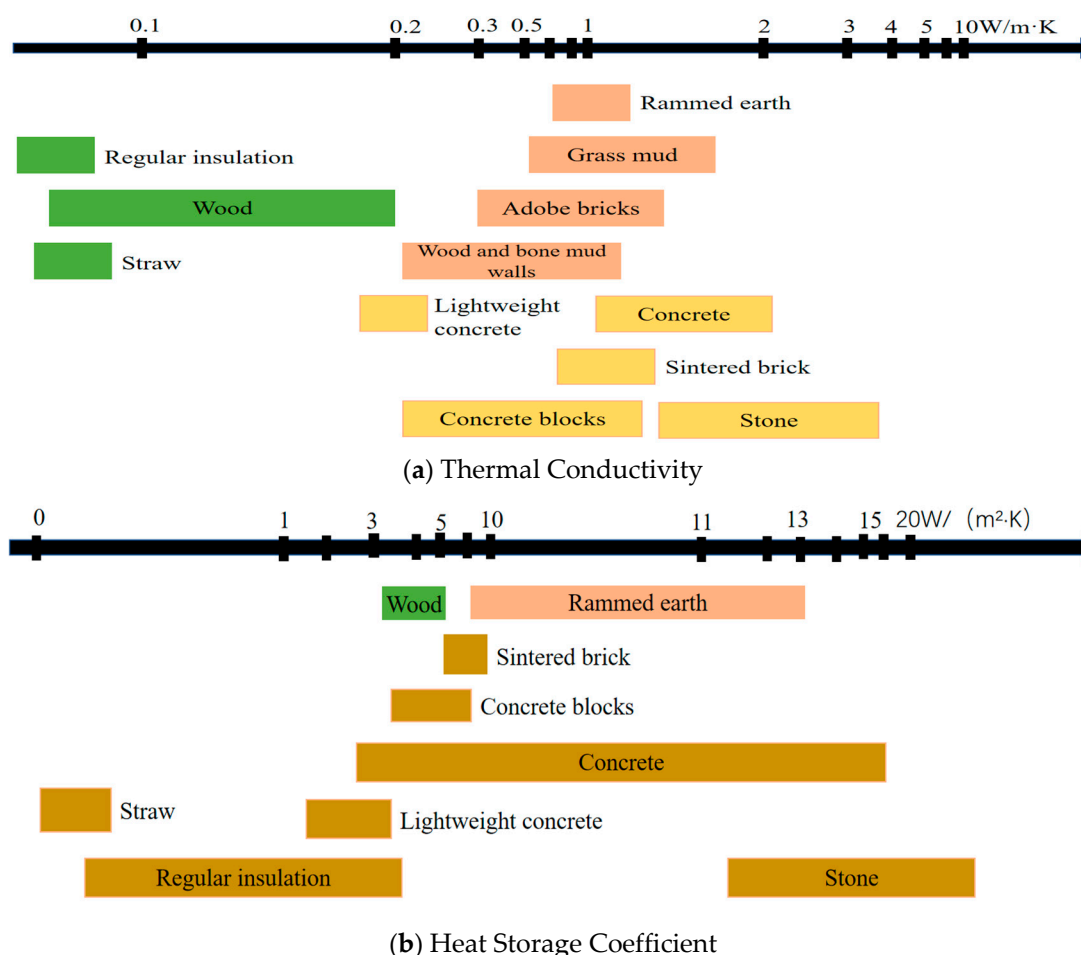 0.1 0.2 0.3 0.5 1 2 3 4 5 10W/m·K
Rammed earth
Regular insulation
Grass mud
Wood
Adobe bricks
Straw
Wood and bone mud
walls
Lightweight
concrete
Concrete
Sintered brick
Concrete blocks
Stone
(a) Thermal Conductivity
0 1 3 5 10 11 13 15 20W/ (m²·K)
Wood
Rammed earth
Sintered brick
Concrete blocks
Concrete
Straw
Lightweight concrete
Regular insulation
Stone
(b) Heat Storage Coefficient